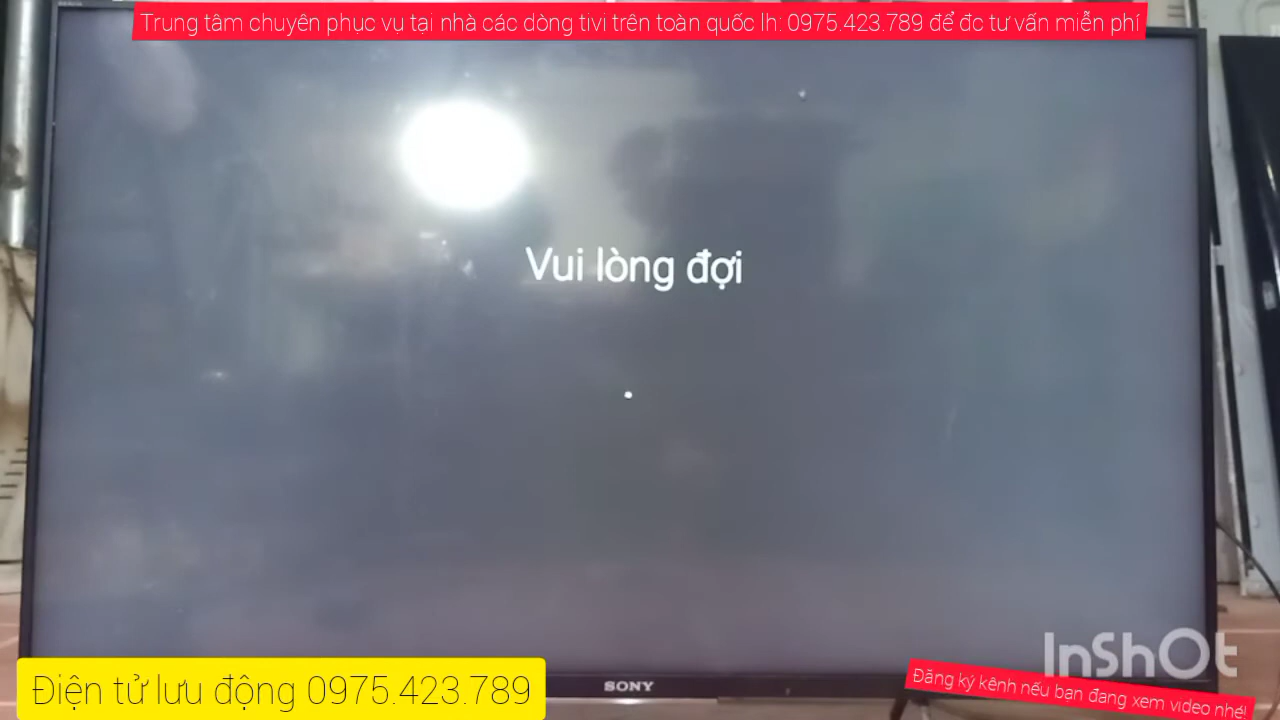 Trung tâm chuyên phục vụ tại nhà các dòng tivi trên toàn quốc lh: 0975.423.789 để đc tư vấn miễn phí
Vui lòng đợi
InShOt
Điện tử lưu động 0975.423.789
SONY
Đăng ký kênh nếu bạn đang xem video nhé!